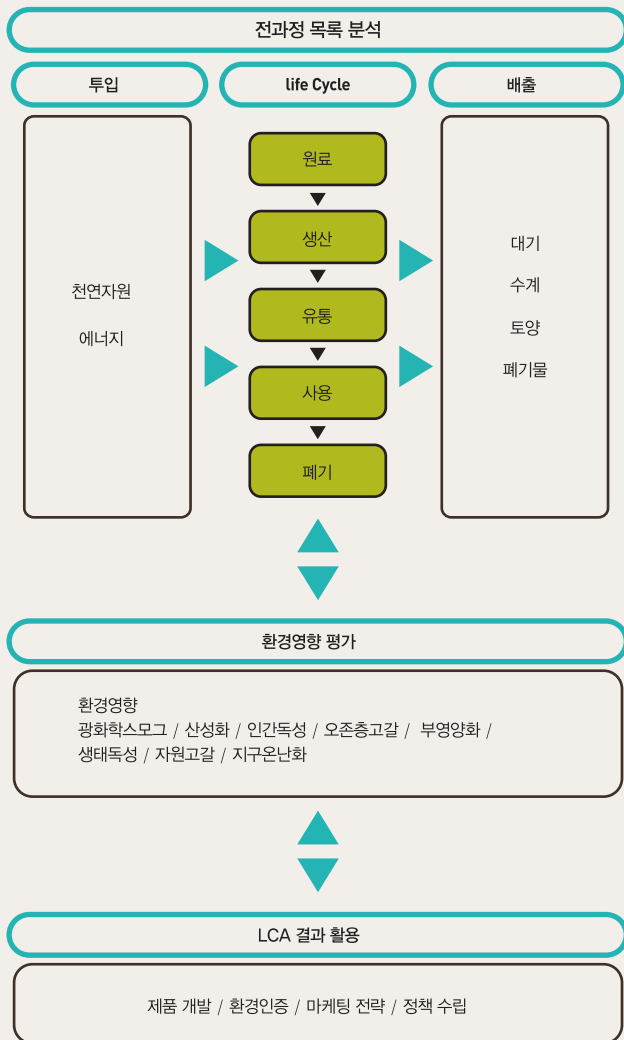 전과정 목록 분석
투입
life Cycle
배출
천연자원
에너지
원료
생산
유통
사용
폐기
대기
수계
토양
폐기물
환경영향 평가
환경영향
광화학스모그 / 산성화 / 인간독성 / 오존층고갈 / 부영양화 /
생태독성 / 자원고갈 / 지구온난화
LCA 결과 활용
제품 개발 / 환경인증 / 마케팅 전략 / 정책 수립